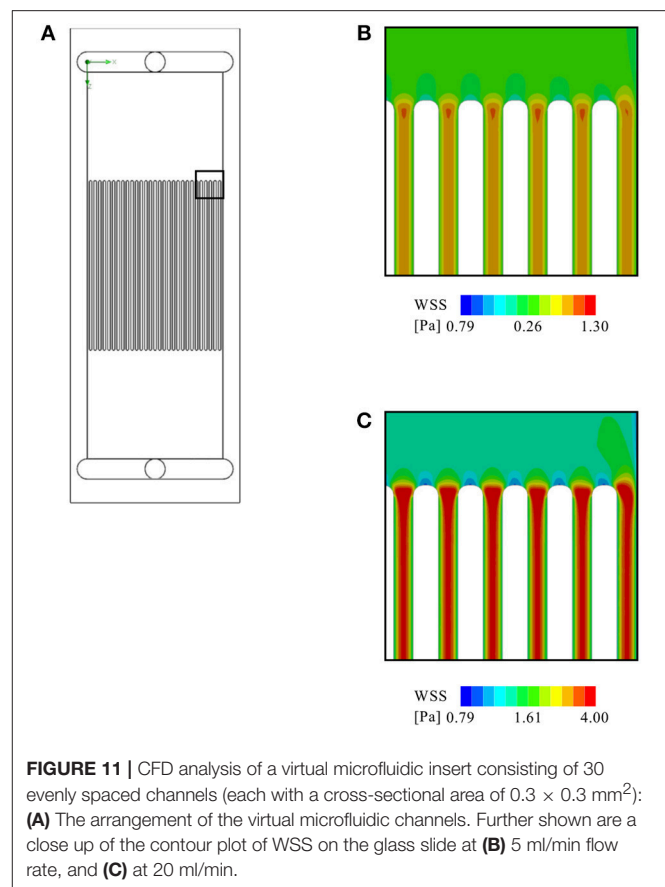 A
X
Z
B
WSS
[Pa] 0.79 0.26 1.30
C
WSS
[Pa] 0.79 1.61 4.00
FIGURE 11 | CFD analysis of a virtual microfluidic insert consisting of 30
evenly spaced channels (each with a cross-sectional area of 0.3 × 0.3 mm²):
(A) The arrangement of the virtual microfluidic channels. Further shown are a
close up of the contour plot of WSS on the glass slide at (B) 5 ml/min flow
rate, and (C) at 20 ml/min.